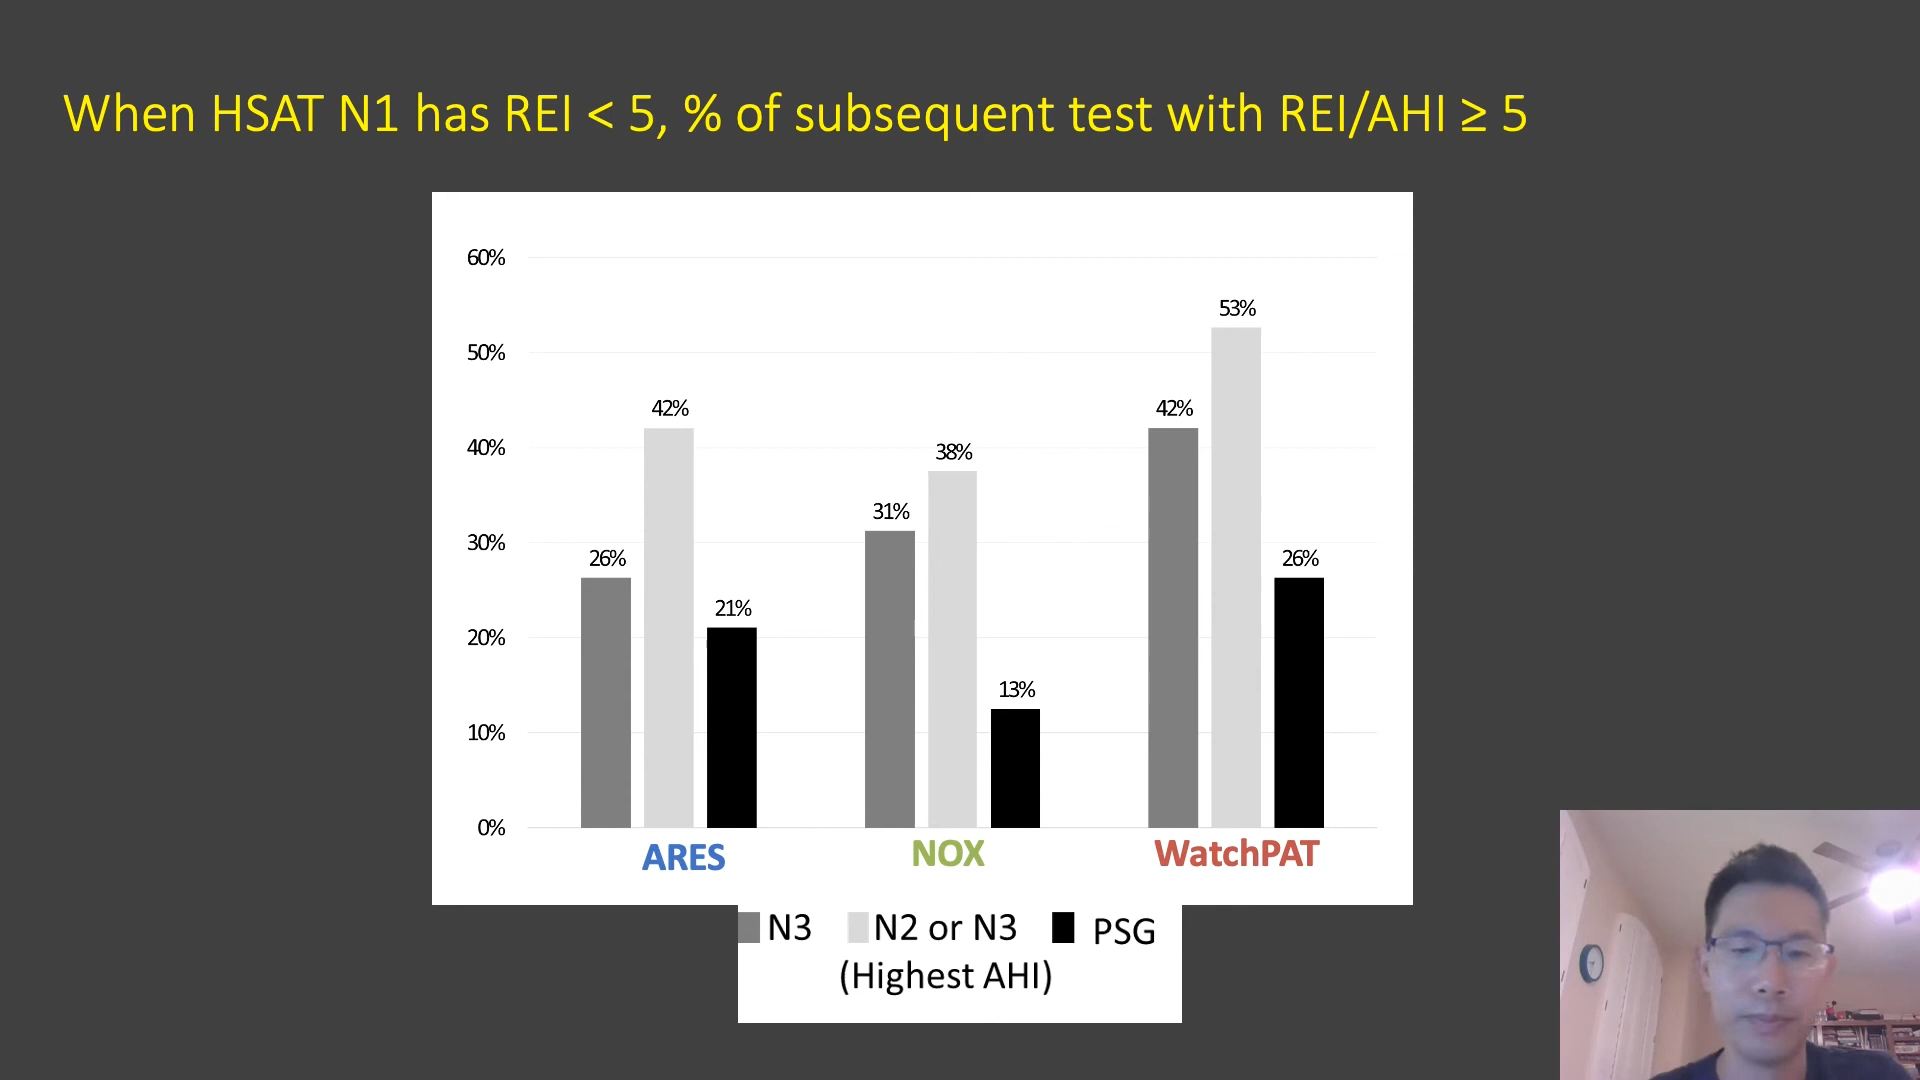 When HSAT N1 has REI < 5, % of subsequent test with REI/AHI ≥ 5
60%
50%
40%
30%
20%
10%
0%
26%
42%
21%
31%
38%
13%
42%
53%
26%
ARES
NOX
WatchPAT
N3 N2 or N3 PSG
(Highest AHI)